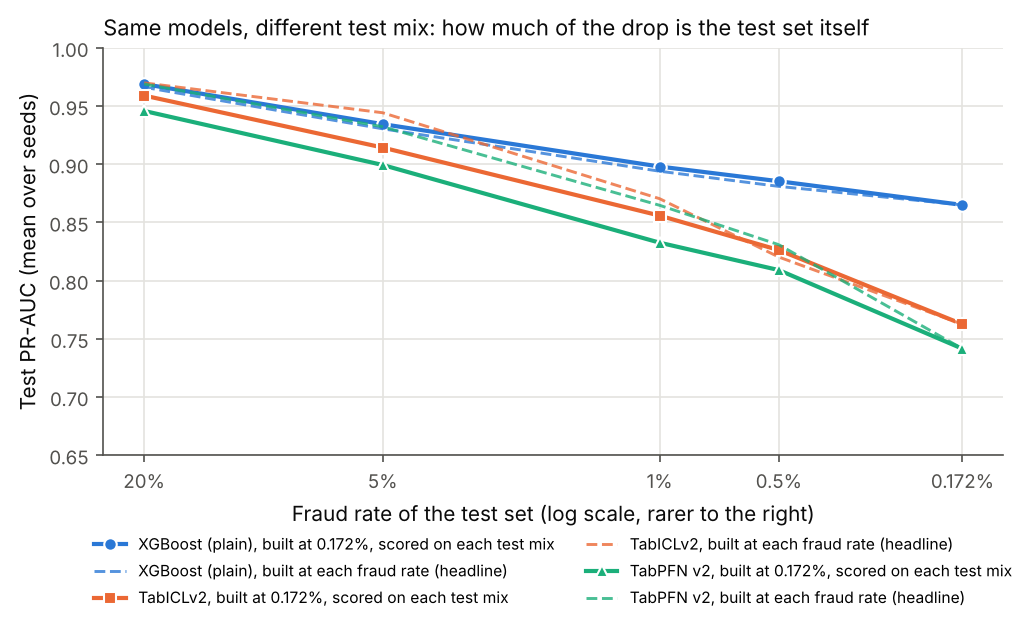 Same models, different test mix: how much of the drop is the test set itself
Test PR-AUC (mean over seeds)
1.00
0.95
0.90
0.85
0.80
0.75
0.70
0.65
20%
5%
1%
0.5%
0.172%
Fraud rate of the test set (log scale, rarer to the right)
XGBoost (plain), built at 0.172%, scored on each test mix
XGBoost (plain), built at each fraud rate (headline)
TabICLv2, built at 0.172%, scored on each test mix
TabICLv2, built at each fraud rate (headline)
TabPFN v2, built at 0.172%, scored on each test mix
TabPFN v2, built at each fraud rate (headline)